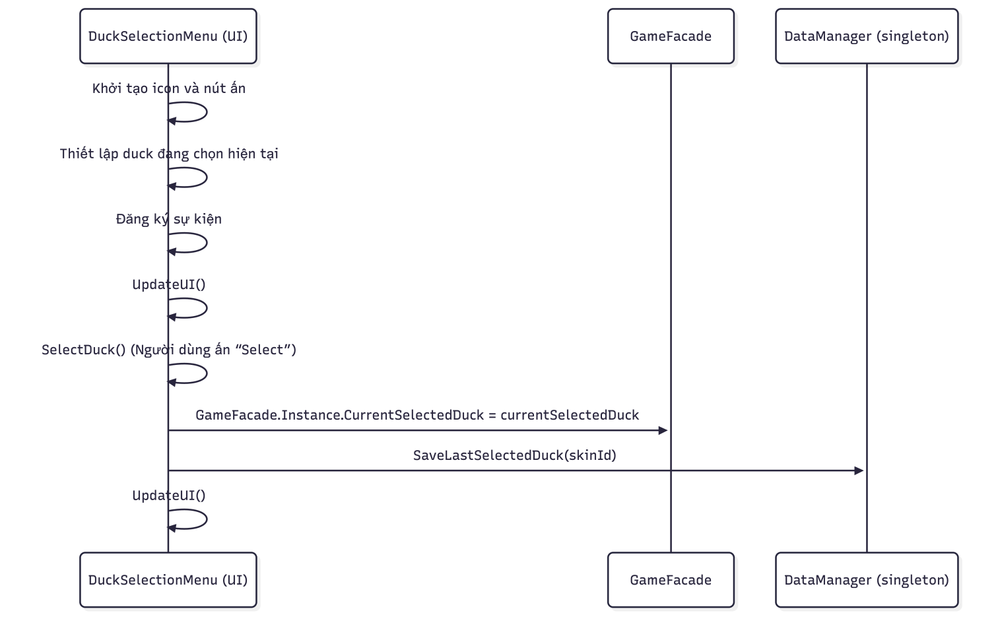 DuckSelectionMenu (UI)
GameFacade
DataManager (singleton)
Khởi tạo icon và nút ấn
Thiết lập duck đang chọn hiện tại
Đăng ký sự kiện
UpdateUI()
SelectDuck() (Người dùng ấn “Select”)
GameFacade.Instance.CurrentSelectedDuck = currentSelectedDuck
SaveLastSelectedDuck(skinId)
UpdateUI()
DuckSelectionMenu (UI)
GameFacade
DataManager (singleton)